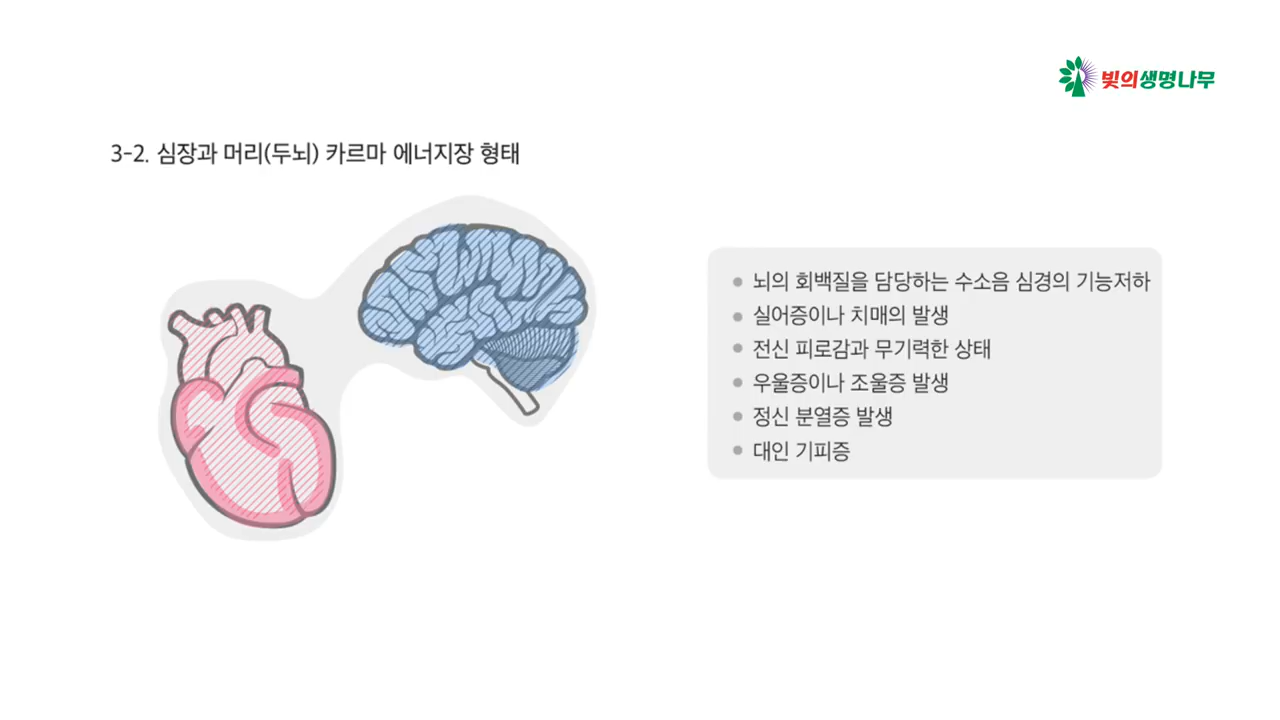 빛의생명나무
3-2. 심장과 머리(두뇌) 카르마 에너지장 형태
뇌의 회백질을 담당하는 수소음 심경의 기능저하
실어증이나 치매의 발생
전신 피로감과 무기력한 상태
우울증이나 조울증 발생
정신 분열증 발생
대인 기피증